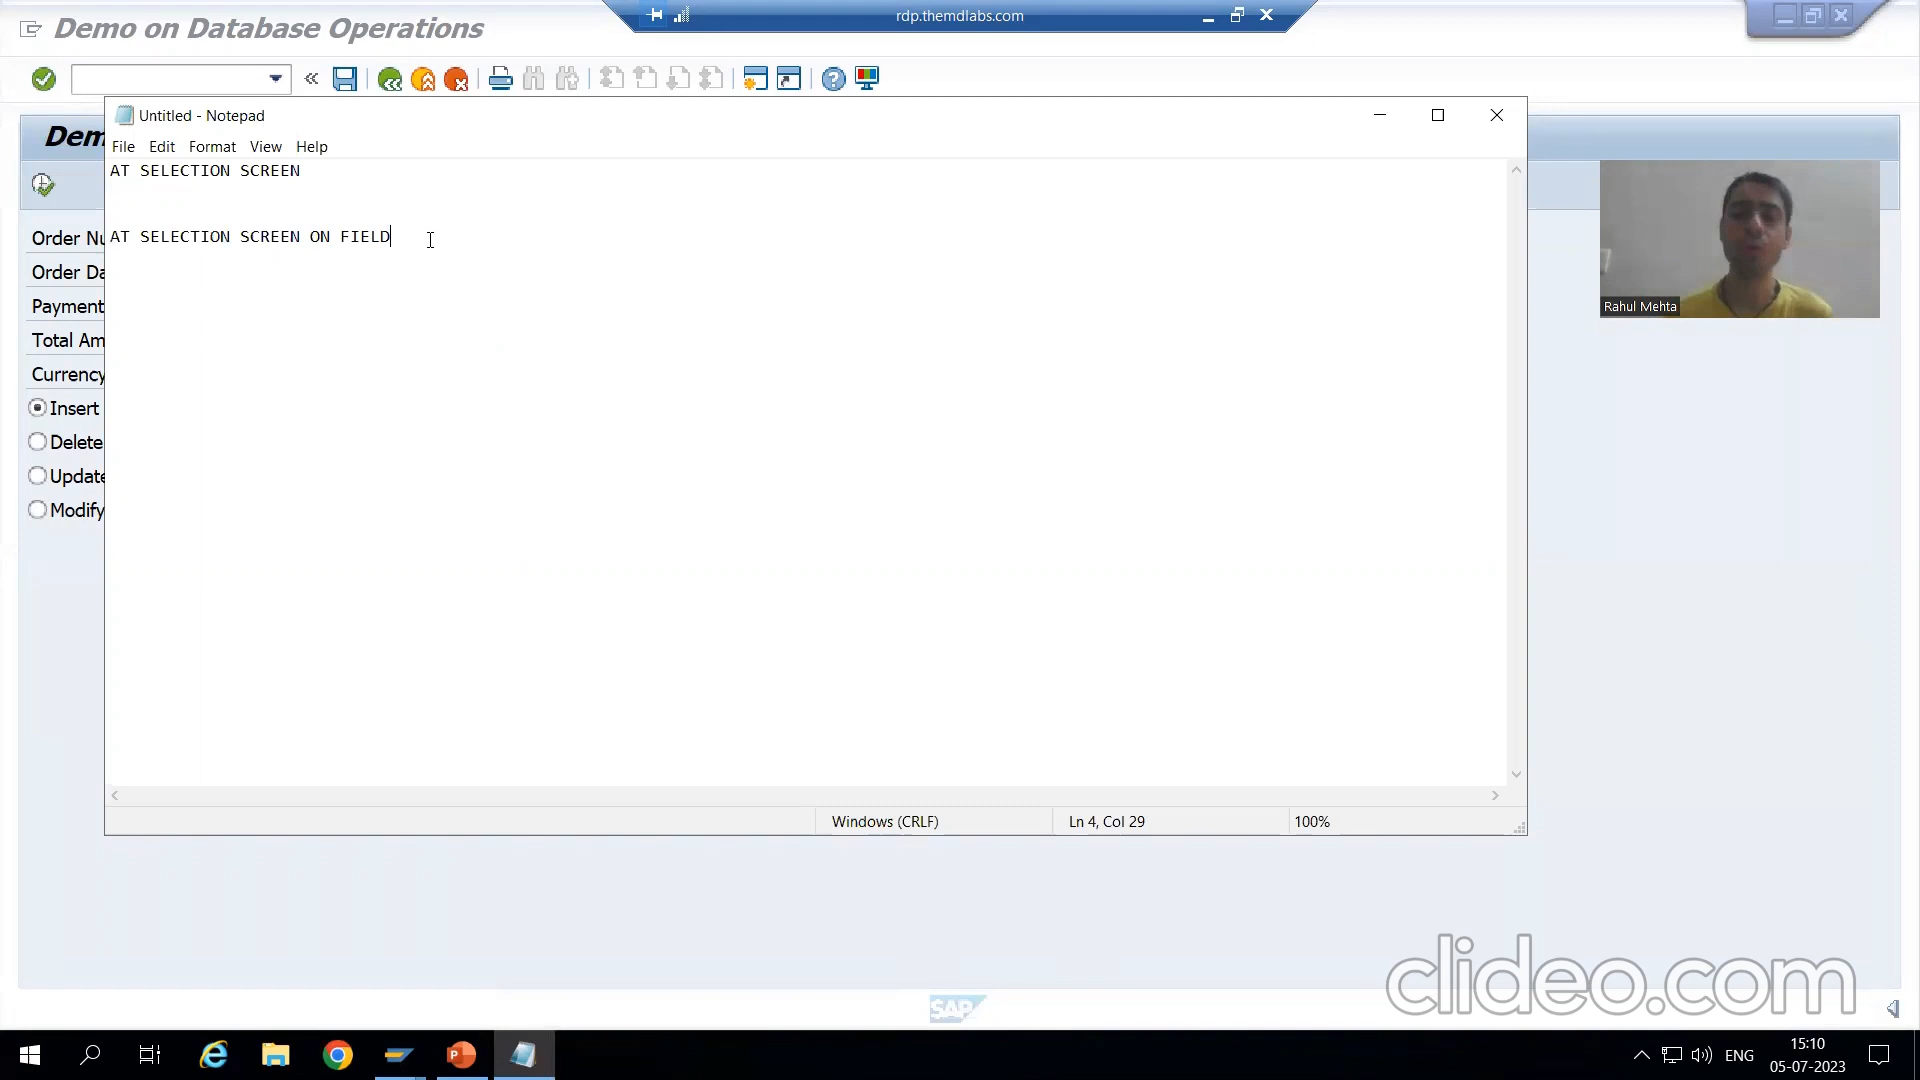 Demo on Database Operations
rdp.themdlabs.com
Untitled - Notepad
File Edit Format View Help
AT SELECTION SCREEN
AT SELECTION SCREEN ON FIELD
Windows (CRLF)
Ln 4, Col 29
100%
Dem
Order Nu
Order Da
Payment
Total Am
Currency
Insert
Delete
Update
Modify
Rahul Mehta
clideo.com
SAP
ENG
15:10
05-07-2023